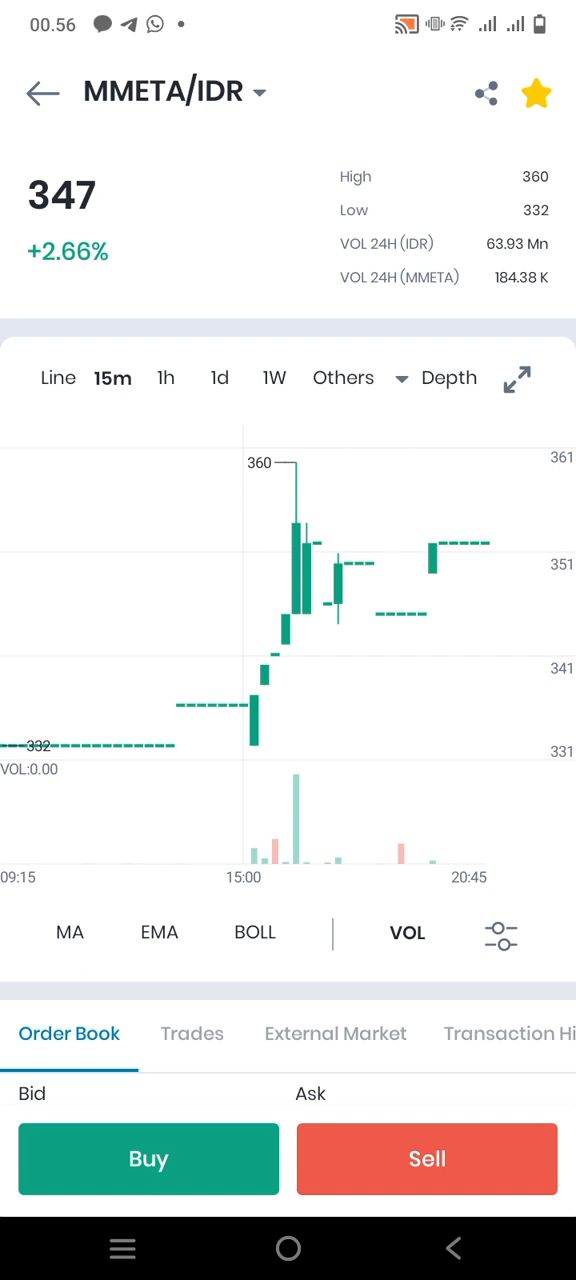 00.56
MMETA/IDR
347
+2.66%
High 360
Low 332
VOL 24H (IDR) 63.93 Mn
VOL 24H (MMETA) 184.38 K
Line 15m 1h 1d 1W Others Depth
361
360
351
341
332
331
VOL:0.00
09:15 15:00 20:45
MA EMA BOLL VOL
Order Book Trades External Market Transaction Hi
Bid Ask
Buy Sell